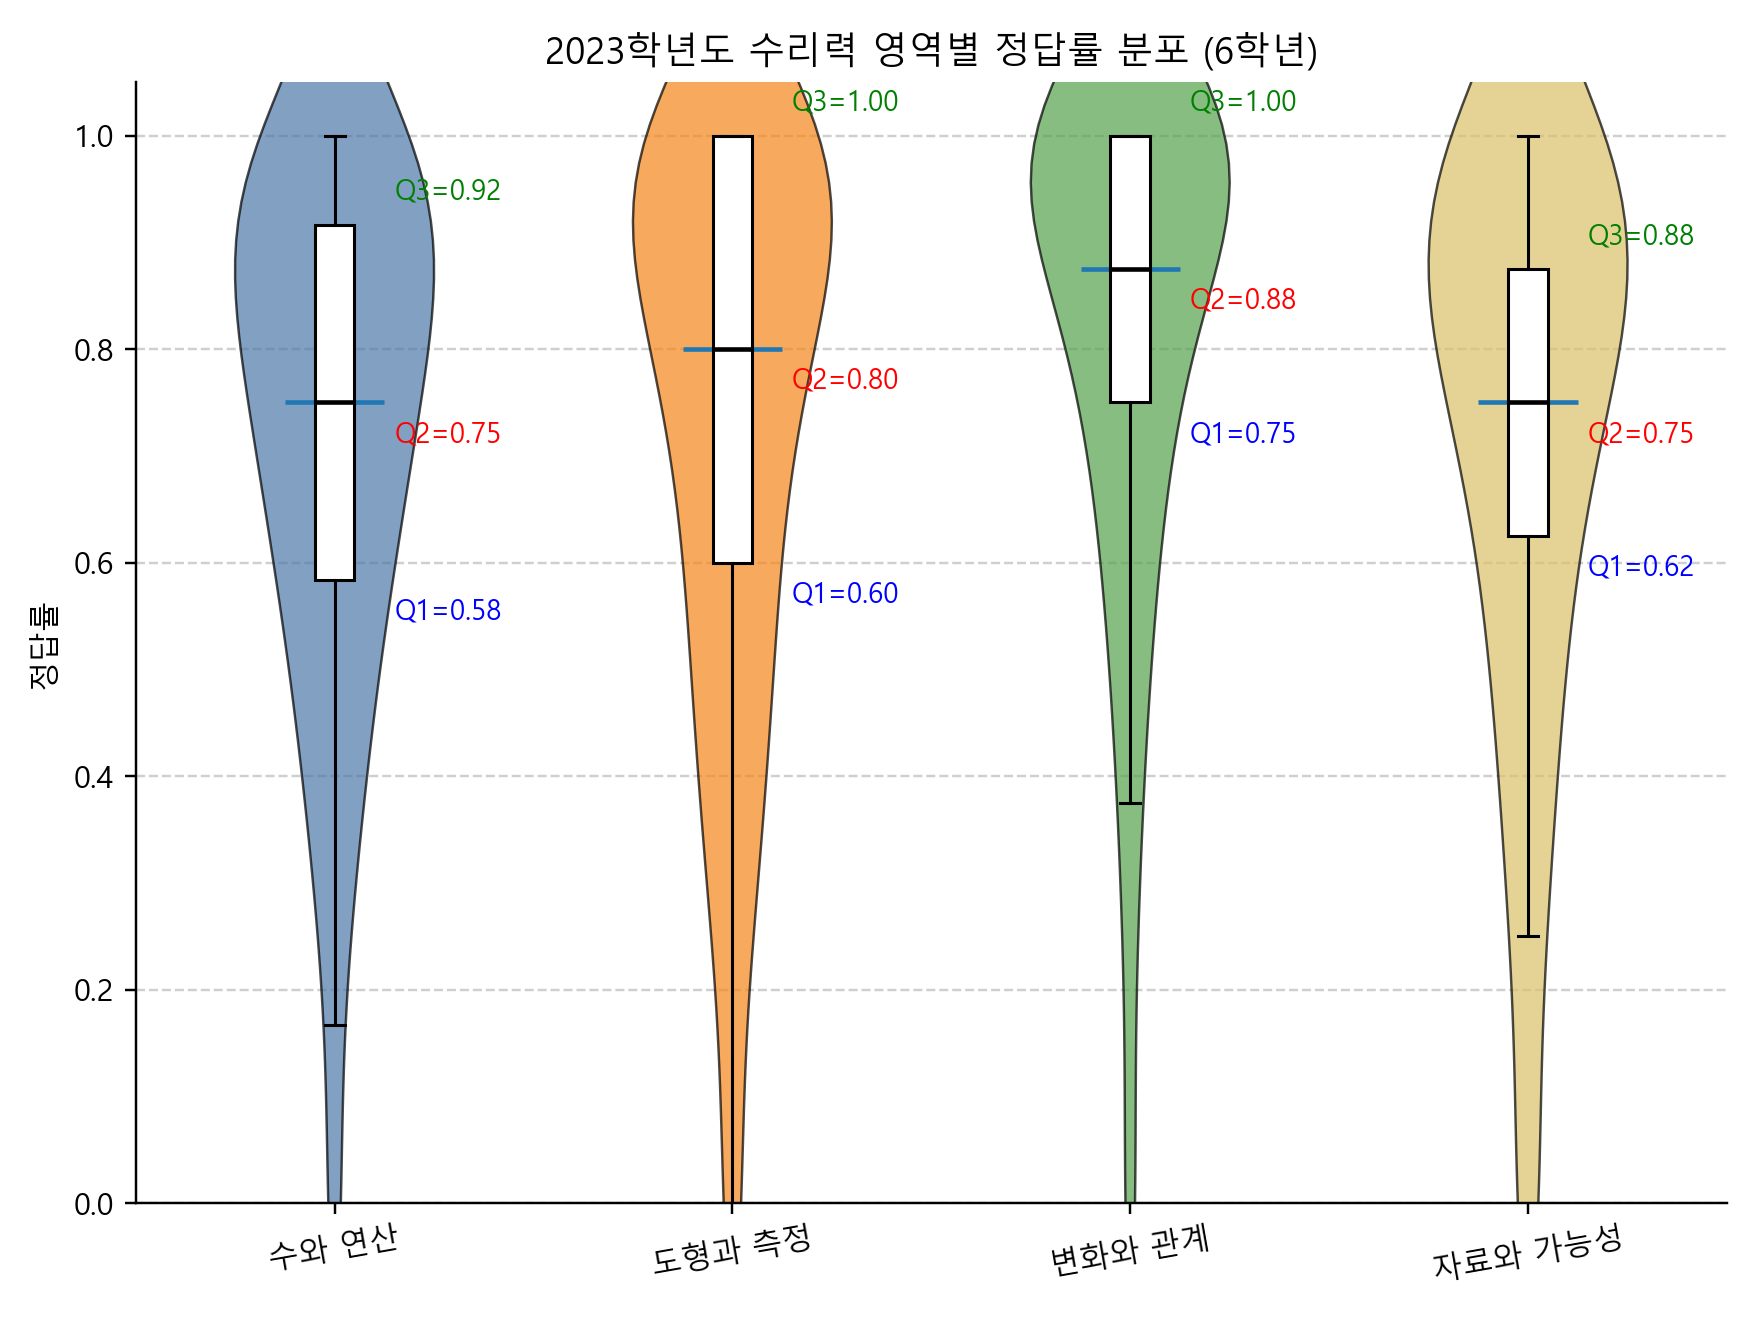 2023학년도 수리력 영역별 정답률 분포 (6학년)
정답률
1.0
0.8
0.6
0.4
0.2
0.0
Q3=0.92
Q2=0.75
Q1=0.58
Q3=1.00
Q2=0.80
Q1=0.60
Q3=1.00
Q2=0.88
Q1=0.75
Q3=0.88
Q2=0.75
Q1=0.62
수와 연산
도형과 측정
변화와 관계
자료와 가능성